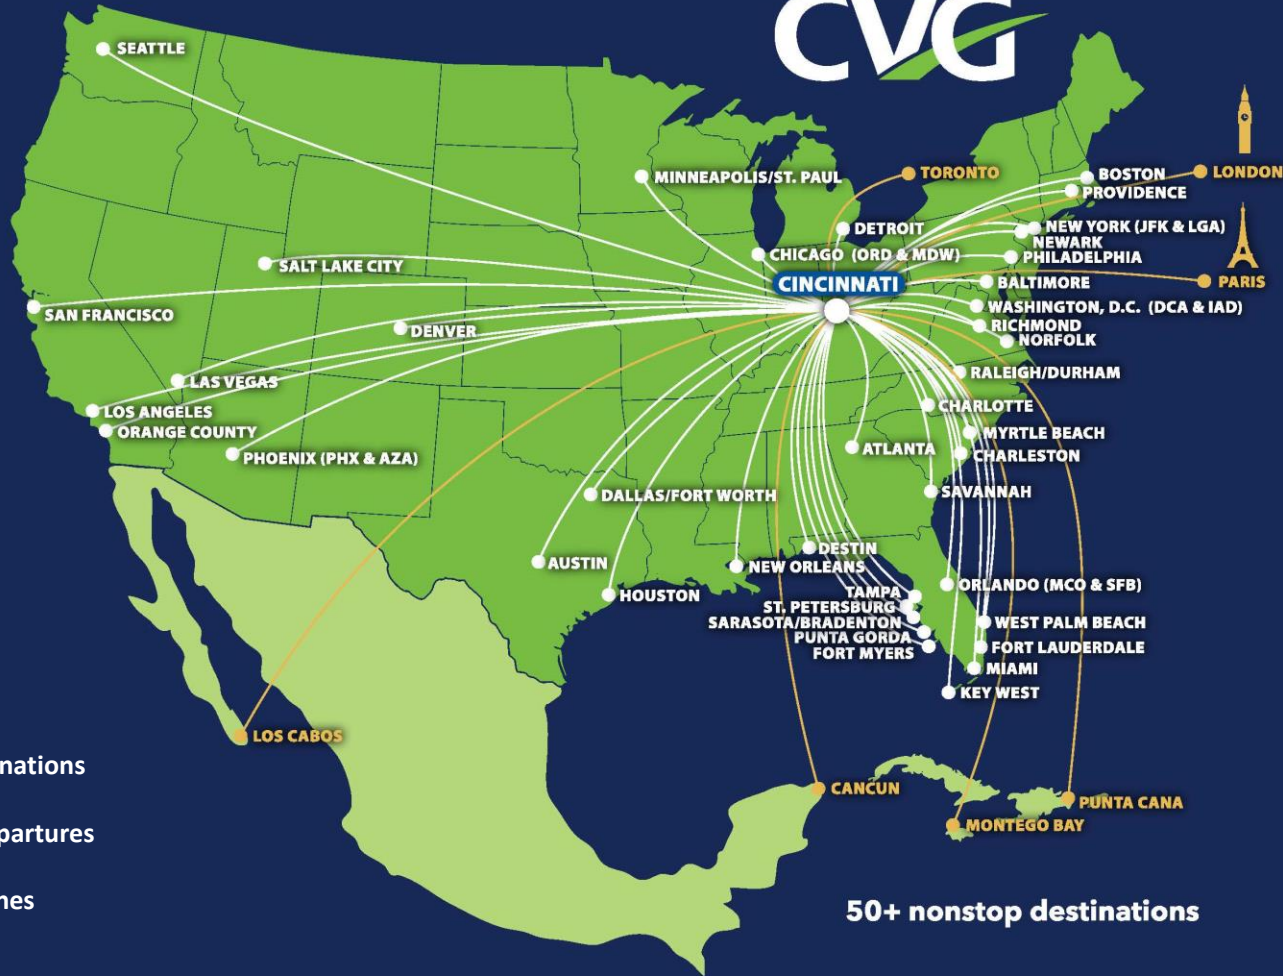 CVG
SEATTLE
MINNEAPOLIS/ST. PAUL
TORONTO
BOSTON
LONDON
PROVIDENCE
DETROIT
NEW YORK (JFK & LGA)
NEWARK
CHICAGO (ORD & MDW)
PHILADELPHIA
SALT LAKE CITY
CINCINNATI
BALTIMORE
PARIS
SAN FRANCISCO
WASHINGTON, D.C. (DCA & IAD)
DENVER
RICHMOND
NORFOLK
RALEIGH/DURHAM
LAS VEGAS
CHARLOTTE
LOS ANGELES
ORANGE COUNTY
MYRTLE BEACH
ATLANTA
CHARLESTON
PHOENIX (PHX & AZA)
SAVANNAH
DALLAS/FORT WORTH
DESTIN
AUSTIN
NEW ORLEANS
HOUSTON
ORLANDO (MCO & SFB)
TAMPA
ST. PETERSBURG
SARASOTA/BRADENTON
WEST PALM BEACH
PUNTA GORDA
FORT MYERS
FORT LAUDERDALE
MIAMI
KEY WEST
LOS CABOS
nations
CANCUN
PUNTA CANA
MONTEGO BAY
partures
nes
50+ nonstop destinations